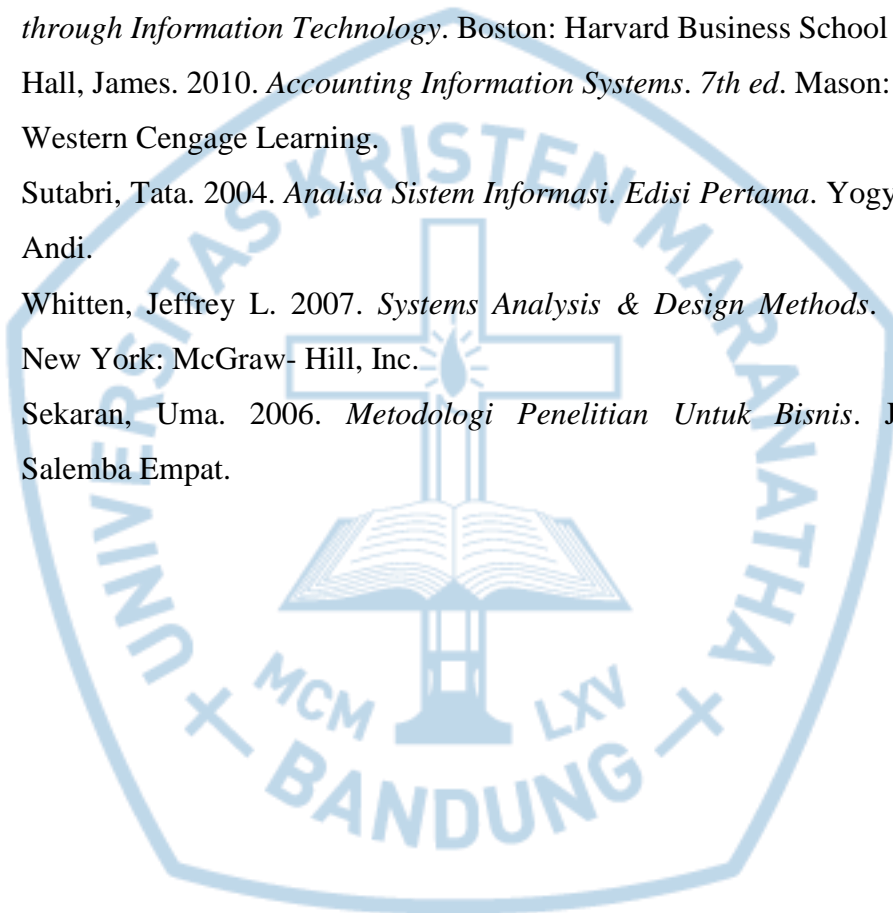 through Information Technology. Boston: Harvard Business School
Hall, James. 2010. Accounting Information Systems. 7th ed. Mason:
Western Cengage Learning.
Sutabri, Tata. 2004. Analisa Sistem Informasi. Edisi Pertama. Yogy
Andi.
Whitten, Jeffrey L. 2007. Systems Analysis & Design Methods.
New York: McGraw- Hill, Inc.
Sekaran, Uma. 2006. Metodologi Penelitian Untuk Bisnis. J
Salemba Empat.
UNIVERSITAS KRISTEN MARANATHA
MCM LXV
BANDUNG